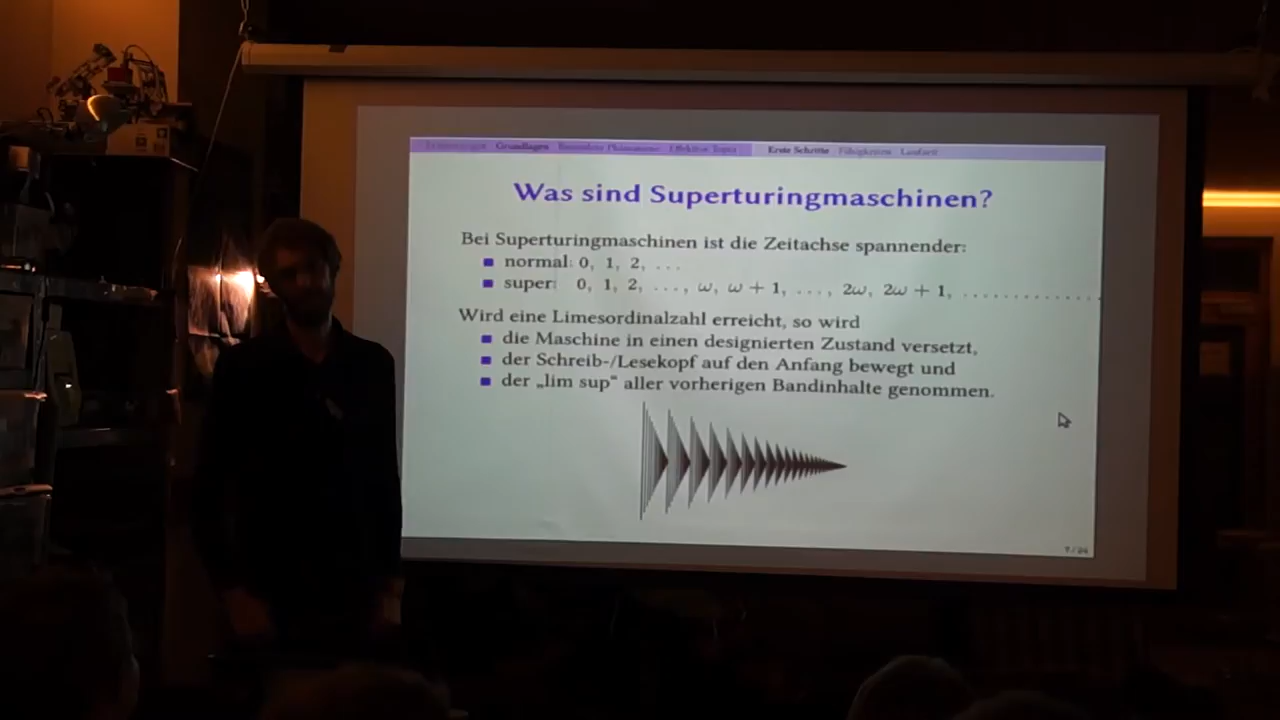 Grundlagen Effektiver Topos Erste Schritte Fähigkeiten Laufzeit
Was sind Superturingmaschinen?
Bei Superturingmaschinen ist die Zeitachse spannender:
normal: 0, 1, 2, ...
super: 0, 1, 2, ..., ω, ω + 1, ..., 2ω, 2ω + 1, ..............
Wird eine Limesordinalzahl erreicht, so wird
die Maschine in einen designierten Zustand versetzt,
der Schreib-/Lesekopf auf den Anfang bewegt und
der „lim sup“ aller vorherigen Bandinhalte genommen.